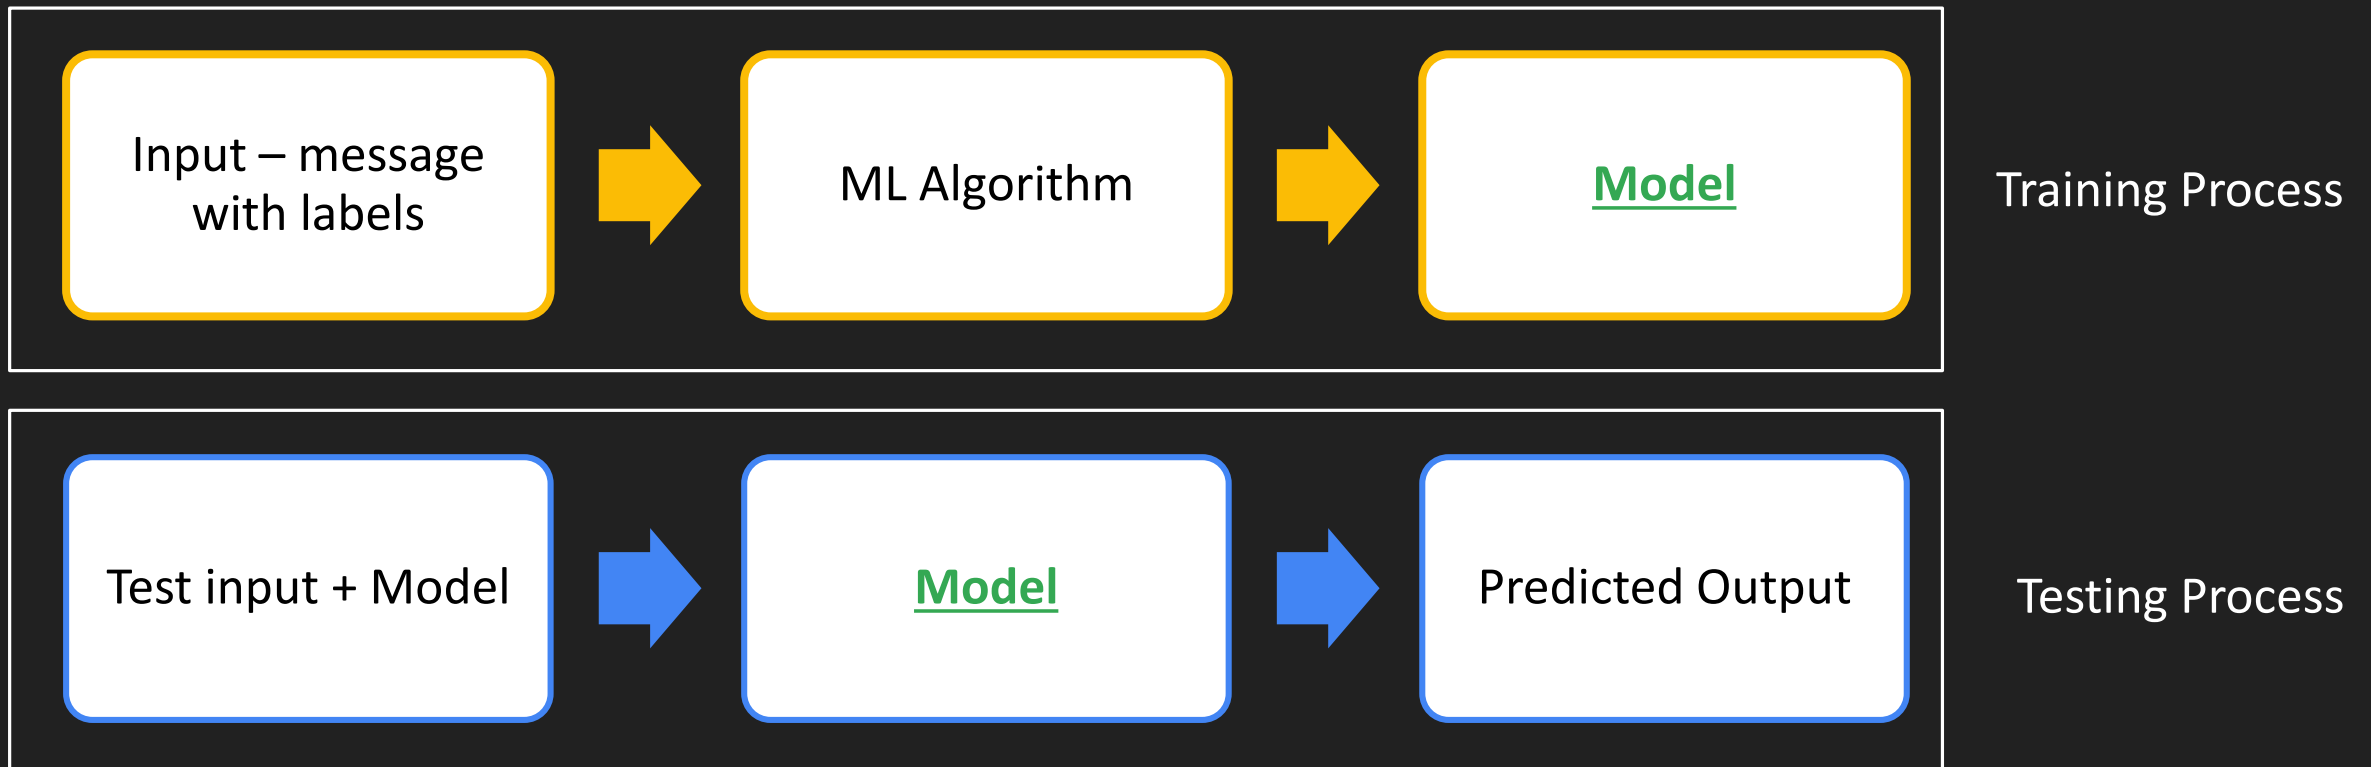 Input – message
with labels
ML Algorithm
Model
Training Process
Test input + Model
Model
Predicted Output
Testing Process